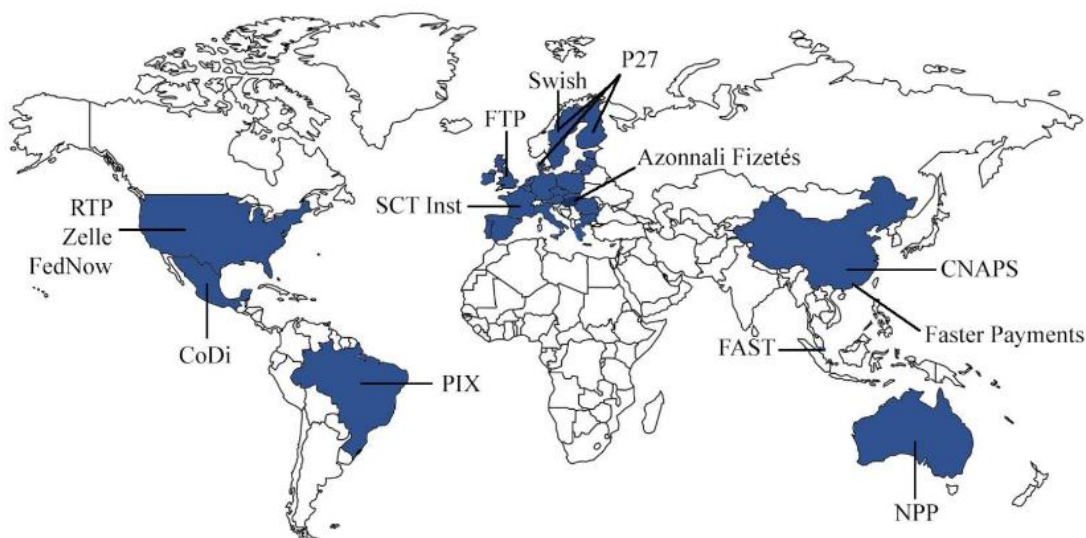 P27
Swish
FTP
Azonnali Fizetés
SCT Inst
RTP
Zelle
FedNow
CNAPS
CoDi
FAST
Faster Payments
PIX
NPP